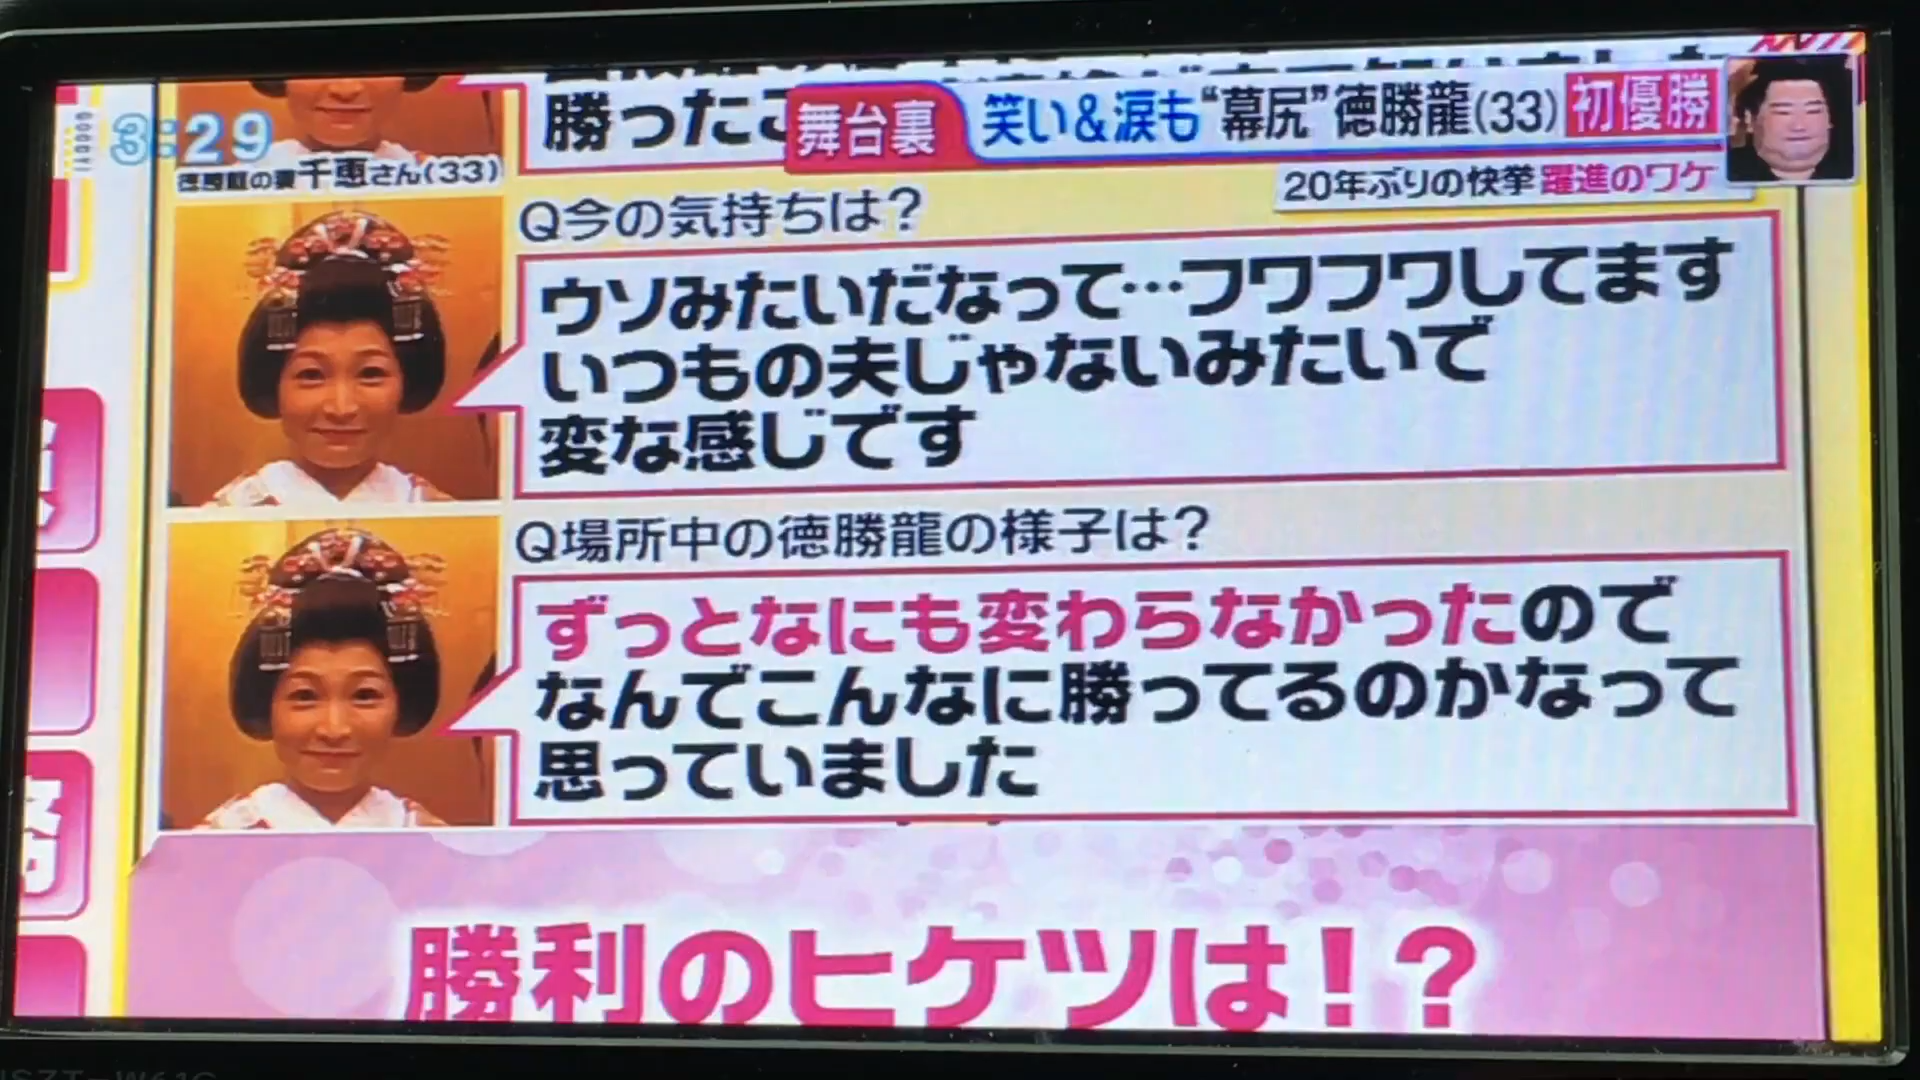 3:29
勝ったこ
舞台裏
笑い&涙も“幕尻”徳勝龍(33)初優勝
20年ぶりの快挙躍進のワケ
徳勝龍の妻千恵さん(33)
Q今の気持ちは?
ウソみたいだなって…フワフワしてます
いつもの夫じゃないみたいで
変な感じです
Q場所中の徳勝龍の様子は?
ずっとなにも変わらなかったので
なんでこんなに勝ってるのかなって
思っていました
勝利のヒケツは!?